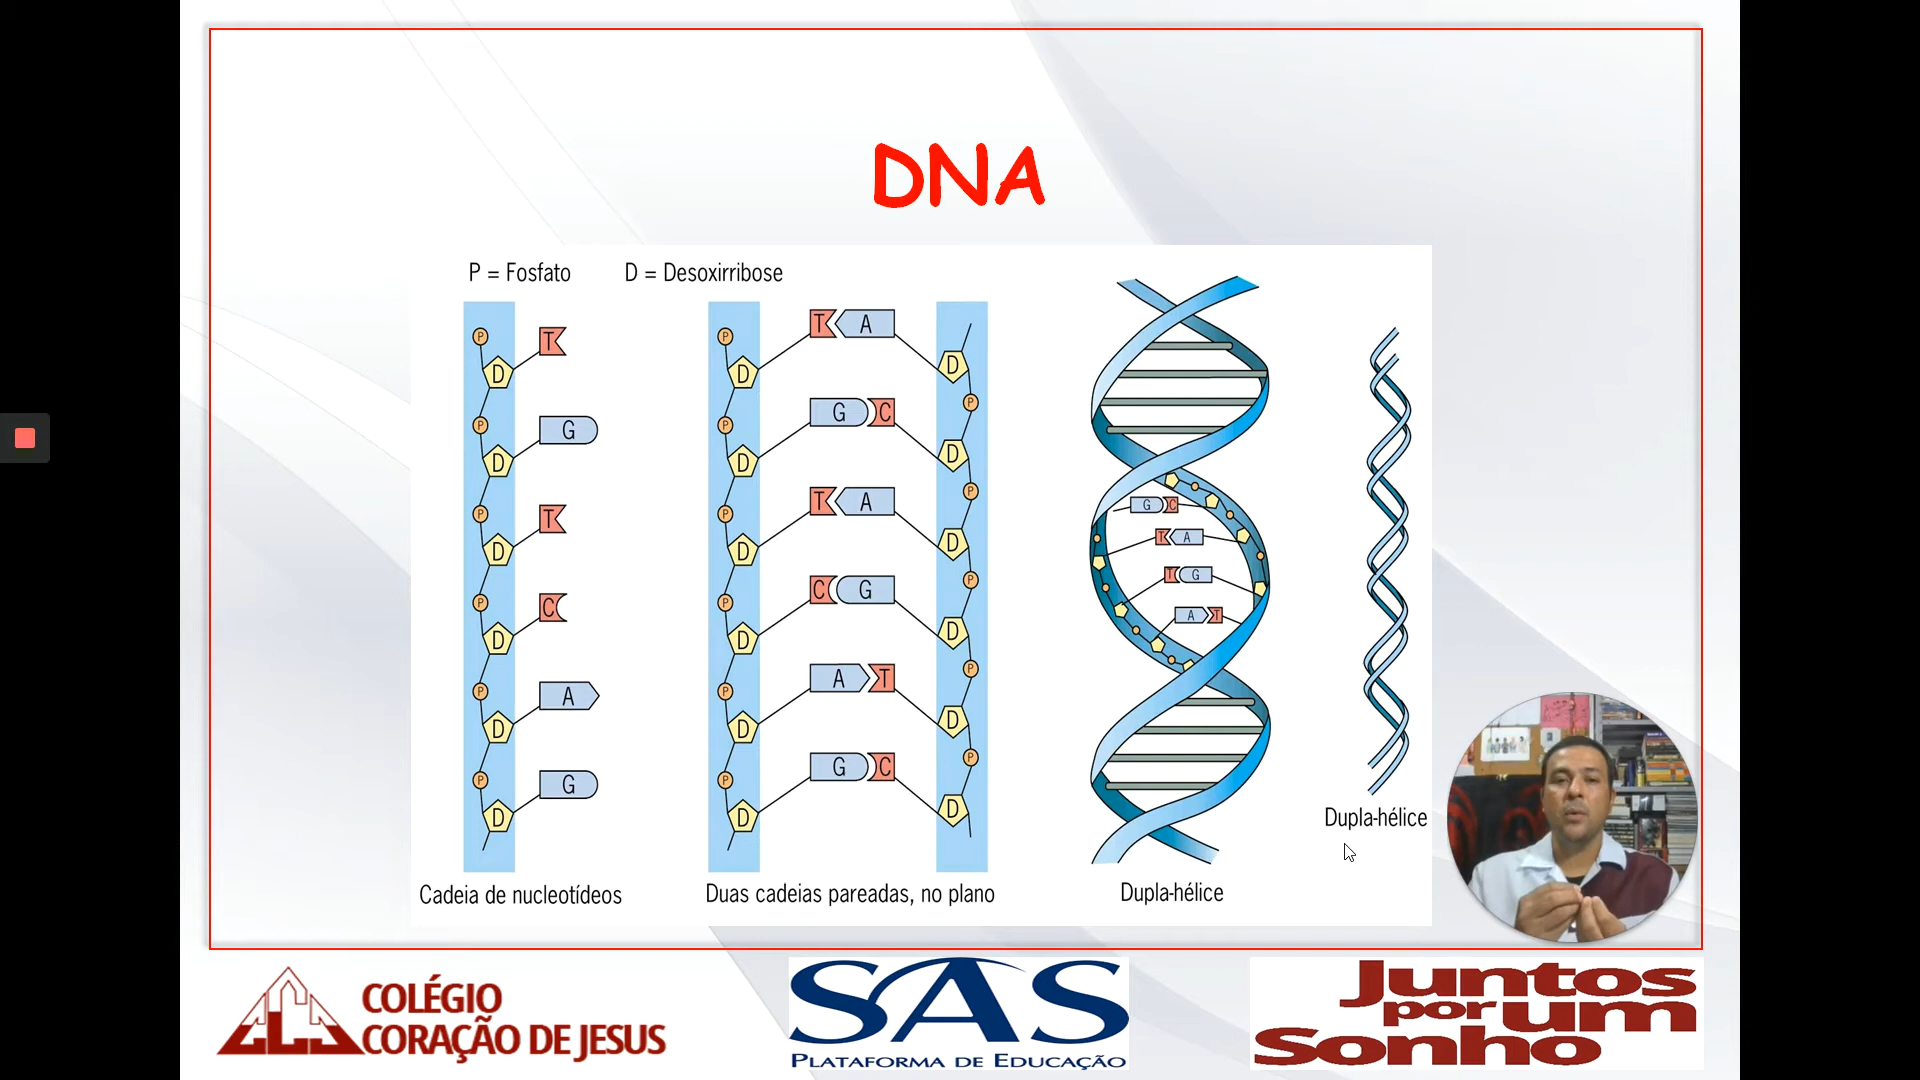 DNA
P = Fosfato D = Desoxirribose
P
D
T
P
D
G
P
D
T
P
D
C
P
D
A
P
D
G
P
D
T A
D
P
P
D
G C
D
P
P
D
T A
D
P
P
D
C G
D
P
P
D
A T
D
P
P
D
G C
D
G C
T A
T G
A T
Cadeia de nucleotídeos
Duas cadeias pareadas, no plano
Dupla-hélice
Dupla-hélice
COLÉGIO
CORAÇÃO DE JESUS
SAS
PLATAFORMA DE EDUCAÇÃO
Juntos
por um
Sonho